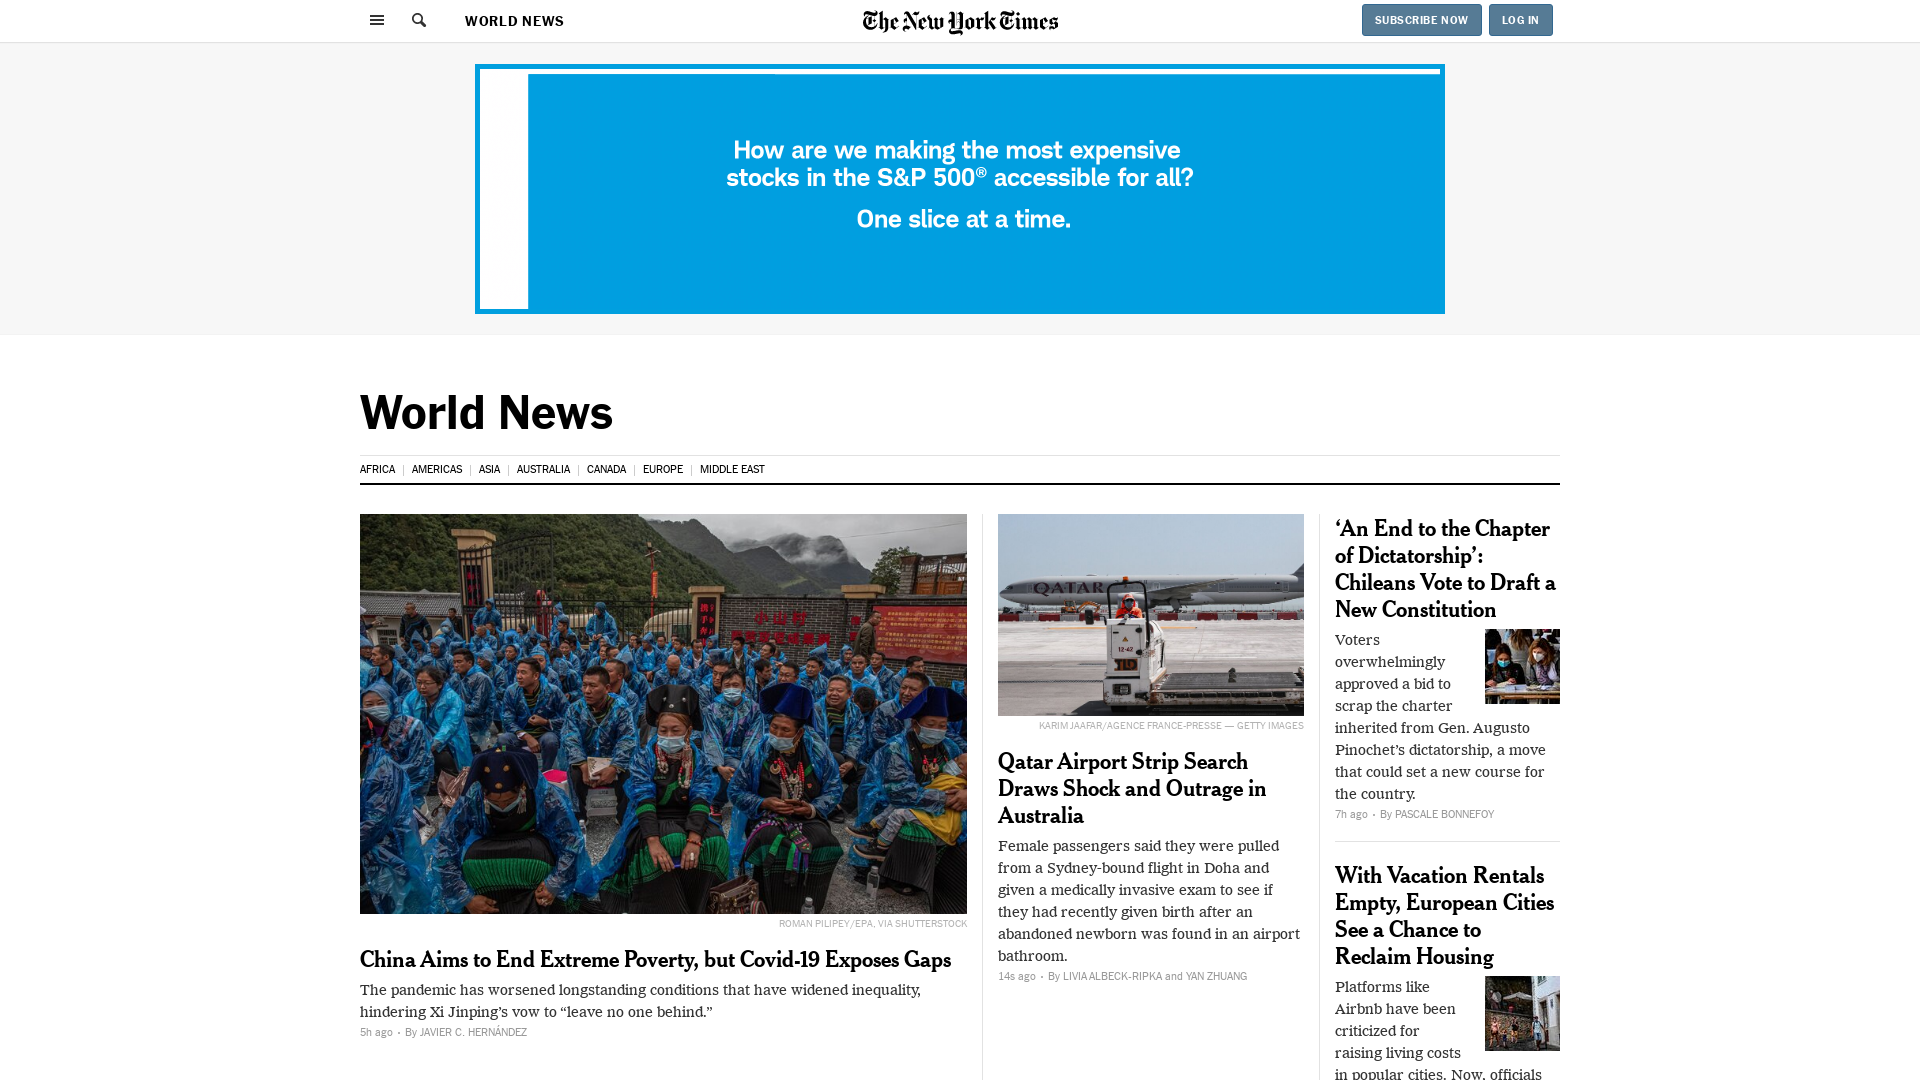 WORLD NEWS
The New York Times
SUBSCRIBE NOW
LOG IN
How are we making the most expensive
stocks in the S&P 500® accessible for all?
One slice at a time.
World News
AFRICA
AMERICAS
ASIA
AUSTRALIA
CANADA
EUROPE
MIDDLE EAST
ROMAN PILIPEY/EPA, VIA SHUTTERSTOCK
China Aims to End Extreme Poverty, but Covid-19 Exposes Gaps
The pandemic has worsened longstanding conditions that have widened inequality,
hindering Xi Jinping’s vow to “leave no one behind.”
5h ago • By JAVIER C. HERNÁNDEZ
QATAR
12-42
KARIM JAAFAR/AGENCE FRANCE-PRESSE — GETTY IMAGES
Qatar Airport Strip Search
Draws Shock and Outrage in
Australia
Female passengers said they were pulled
from a Sydney-bound flight in Doha and
given a medically invasive exam to see if
they had recently given birth after an
abandoned newborn was found in an airport
bathroom.
14s ago • By LIVIA ALBECK-RIPKA and YAN ZHUANG
‘An End to the Chapter
of Dictatorship’:
Chileans Vote to Draft a
New Constitution
Voters
overwhelmingly
approved a bid to
scrap the charter
inherited from Gen. Augusto
Pinochet’s dictatorship, a move
that could set a new course for
the country.
7h ago • By PASCALE BONNEFOY
With Vacation Rentals
Empty, European Cities
See a Chance to
Reclaim Housing
Platforms like
Airbnb have been
criticized for
raising living costs
in popular cities. Now, officials